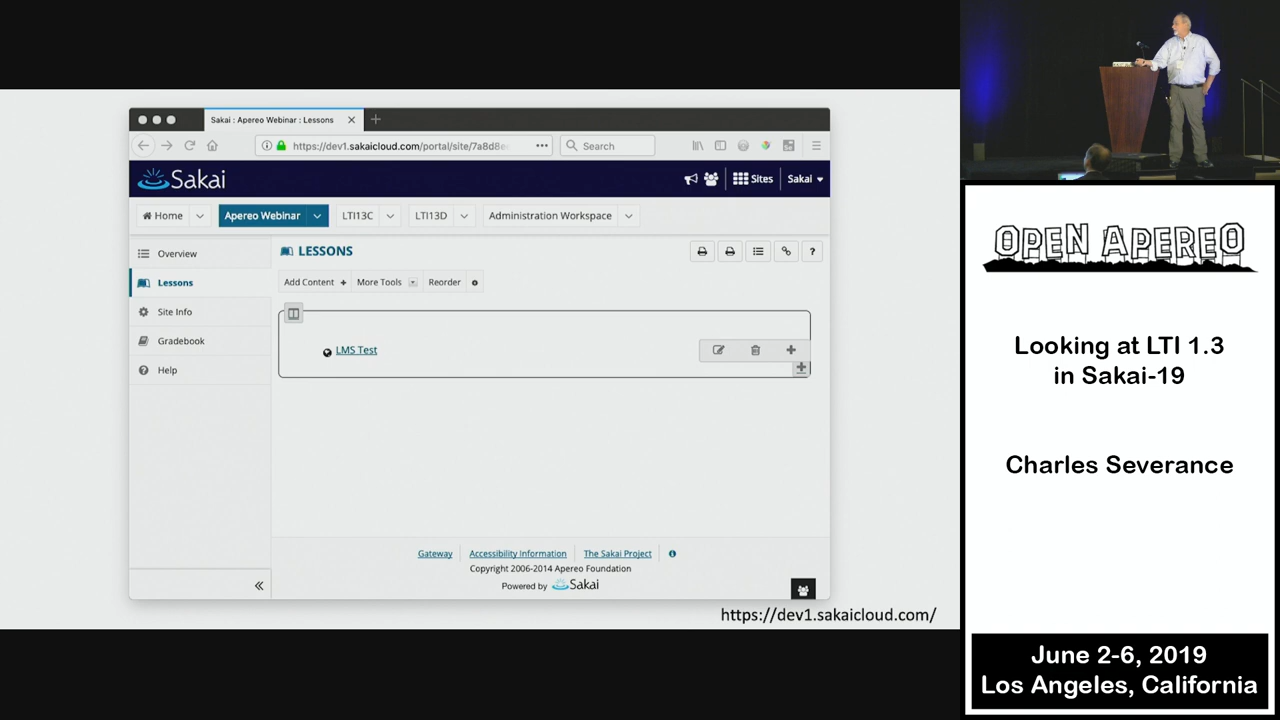 Sakai : Apereo Webinar : Lessons
https://dev1.sakaicloud.com/portal/site/7a8d8e
Search
Sakai
Sites
Sakai
Home
Apereo Webinar
LTI13C
LTI13D
Administration Workspace
Overview
Lessons
Site Info
Gradebook
Help
LESSONS
?
Add Content +
More Tools
Reorder
LMS Test
Gateway
Accessibility Information
The Sakai Project
Copyright 2006-2014 Apereo Foundation
Powered by Sakai
https://dev1.sakaicloud.com/
OPEN APEREO
Looking at LTI 1.3
in Sakai-19
Charles Severance
June 2-6, 2019
Los Angeles, California